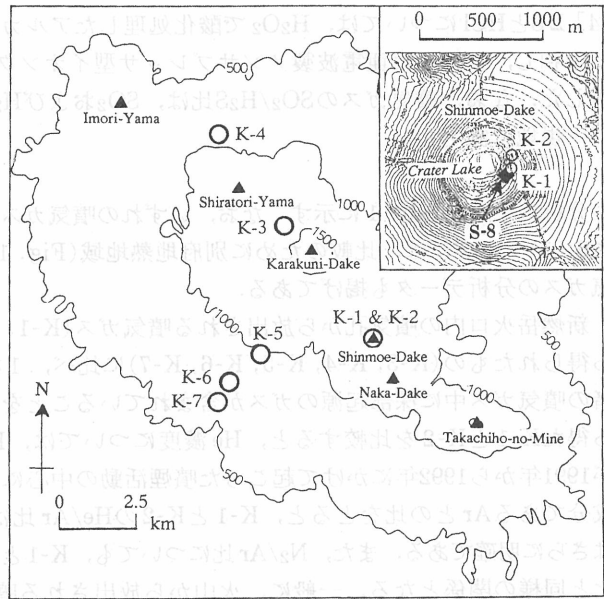 0 500 1000
m
500
Imori-Yama
K-4
Shinmoe-Dake
K-2
Crater Lake
K-1
S-8
Shiratori-Yama
1000
K-3
1500
Karakuni-Dake
1000
K-1 & K-2
K-5
Shinmoe-Dake
K-6
Naka-Dake
K-7
1000
N
Takachiho-no-Mine
500
500
0 2.5
km